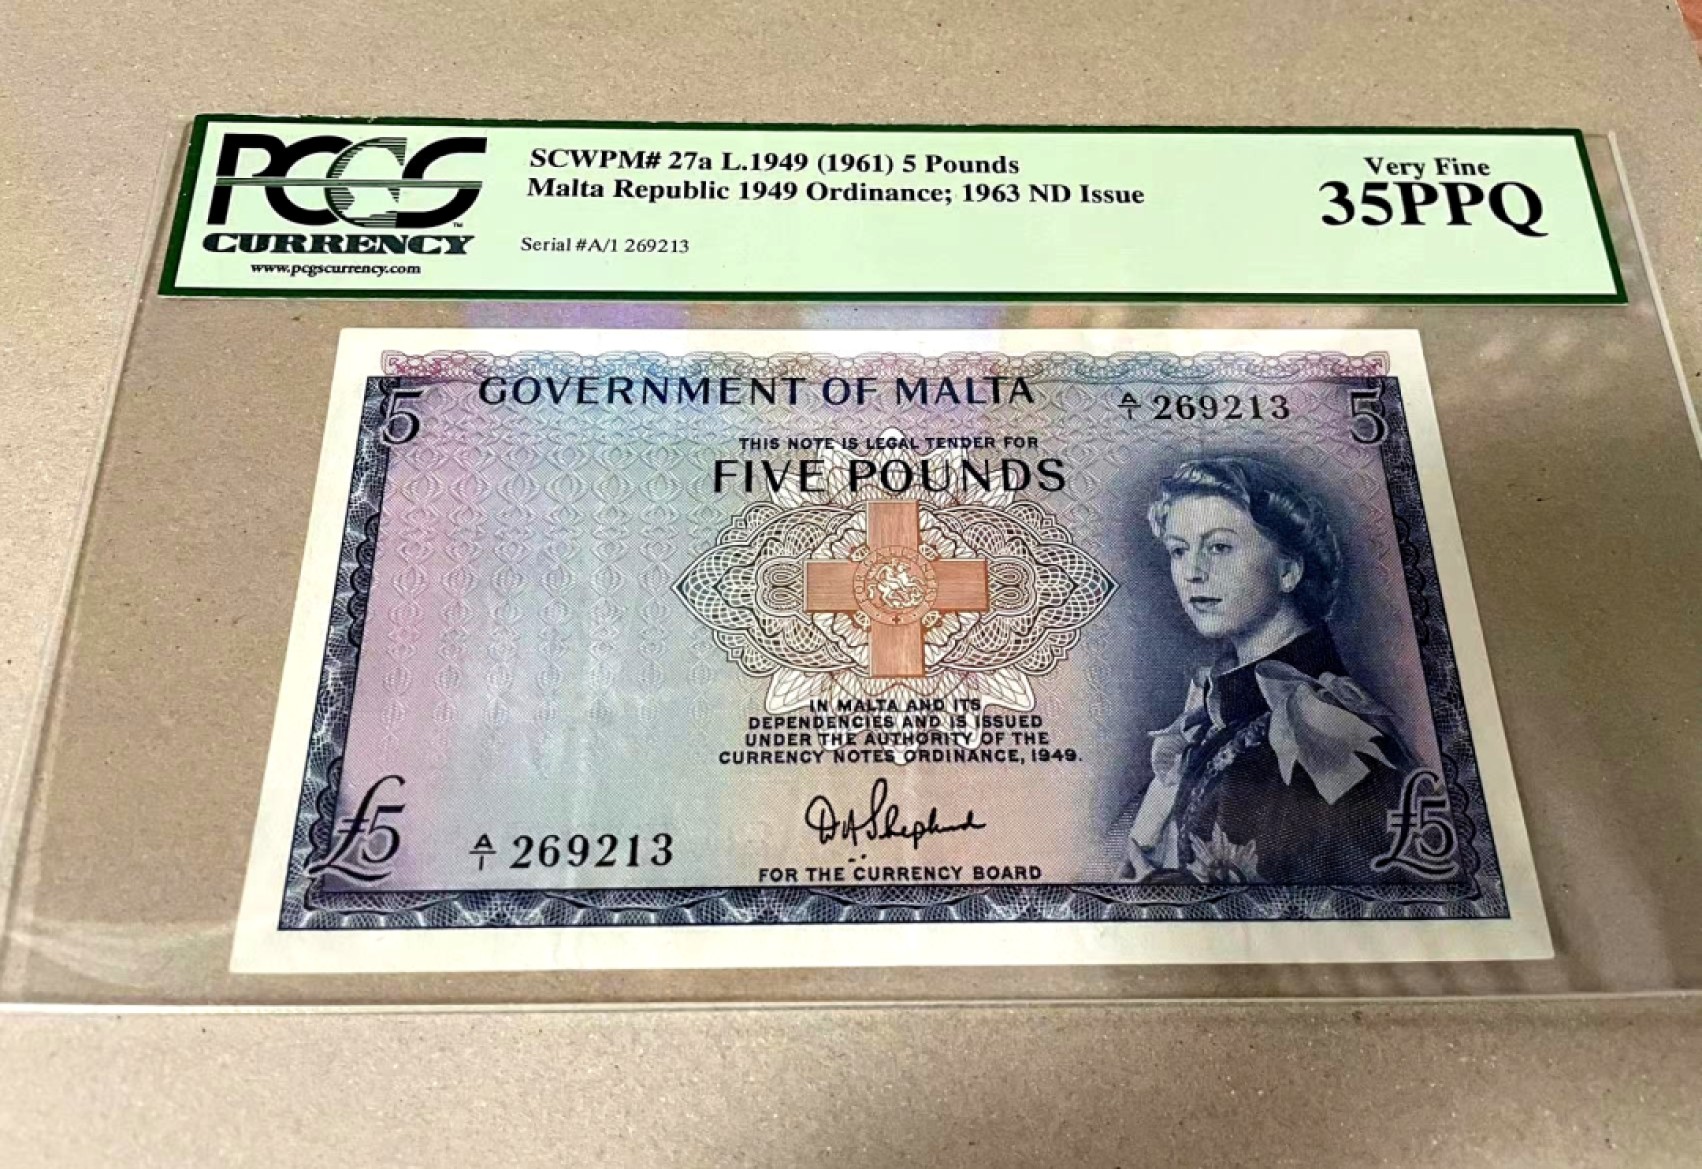 PCGS
CURRENCY
www.pcgscurrency.com
SCWPM# 27a L.1949 (1961) 5 Pounds
Malta Republic 1949 Ordinance; 1963 ND Issue
Serial #A/1 269213
Very Fine
35PPQ
5 GOVERNMENT OF MALTA A/1 269213 5
THIS NOTE IS LEGAL TENDER FOR
FIVE POUNDS
IN MALTA AND ITS
DEPENDENCIES AND IS ISSUED
UNDER THE AUTHORITY OF THE
CURRENCY NOTES ORDINANCE, 1949.
D A Shepherd
£5 A/1 269213 £5
FOR THE CURRENCY BOARD